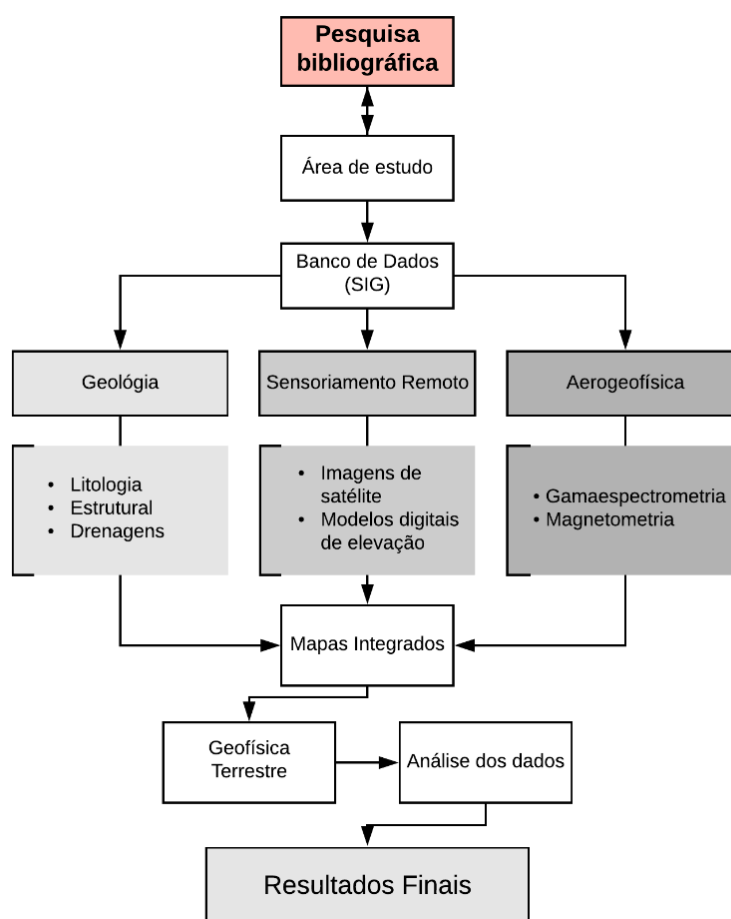 Pesquisa
bibliográfica
Área de estudo
Banco de Dados
(SIG)
Geológia
Sensoriamento Remoto
Aerogeofísica
• Litologia
• Estrutural
• Drenagens
• Imagens de
satélite
• Modelos digitais
de elevação
• Gamaespectrometria
• Magnetometria
Mapas Integrados
Geofísica
Terrestre
Análise dos dados
Resultados Finais